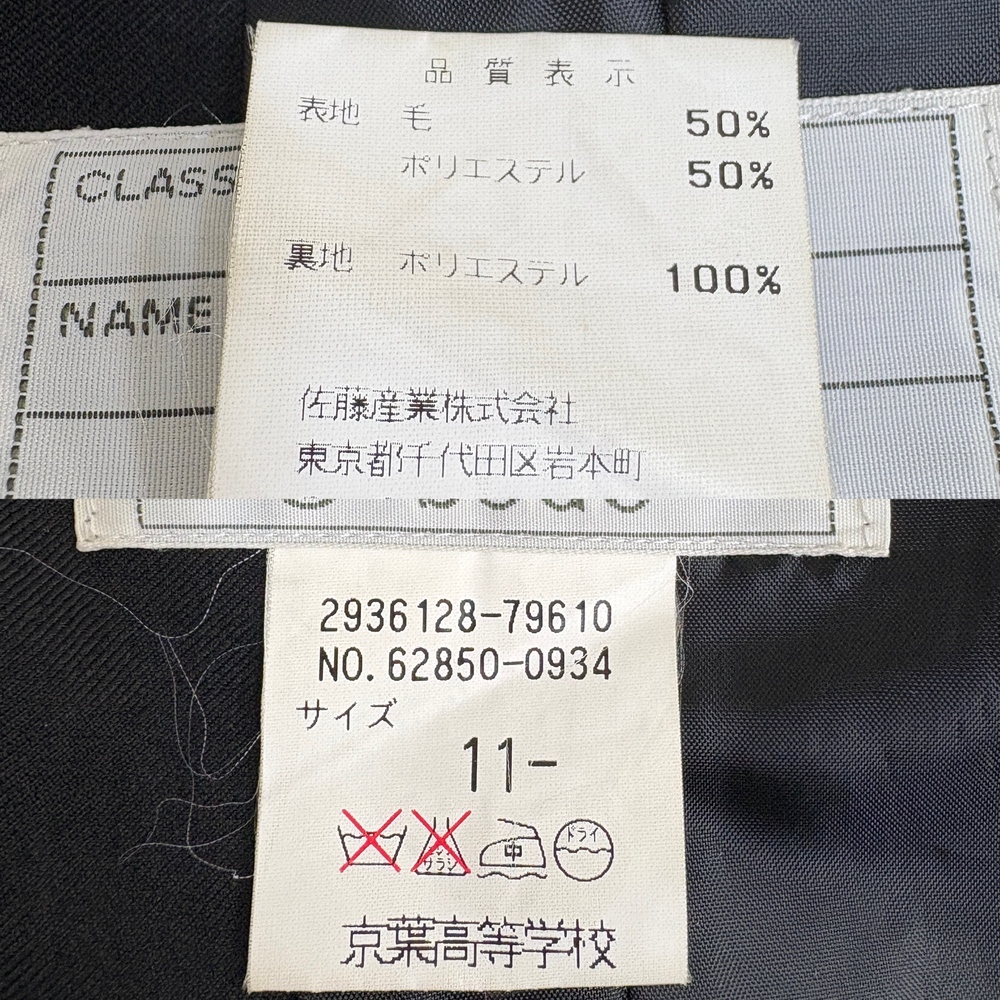 品質表示
表地 毛 50%
ポリエステル 50%
裏地 ポリエステル 100%
佐藤産業株式会社
東京都千代田区岩本町
CLASS
NAME
2936128-79610
NO.62850-0934
サイズ
11-
サラシ 中 ドライ
京葉高等学校